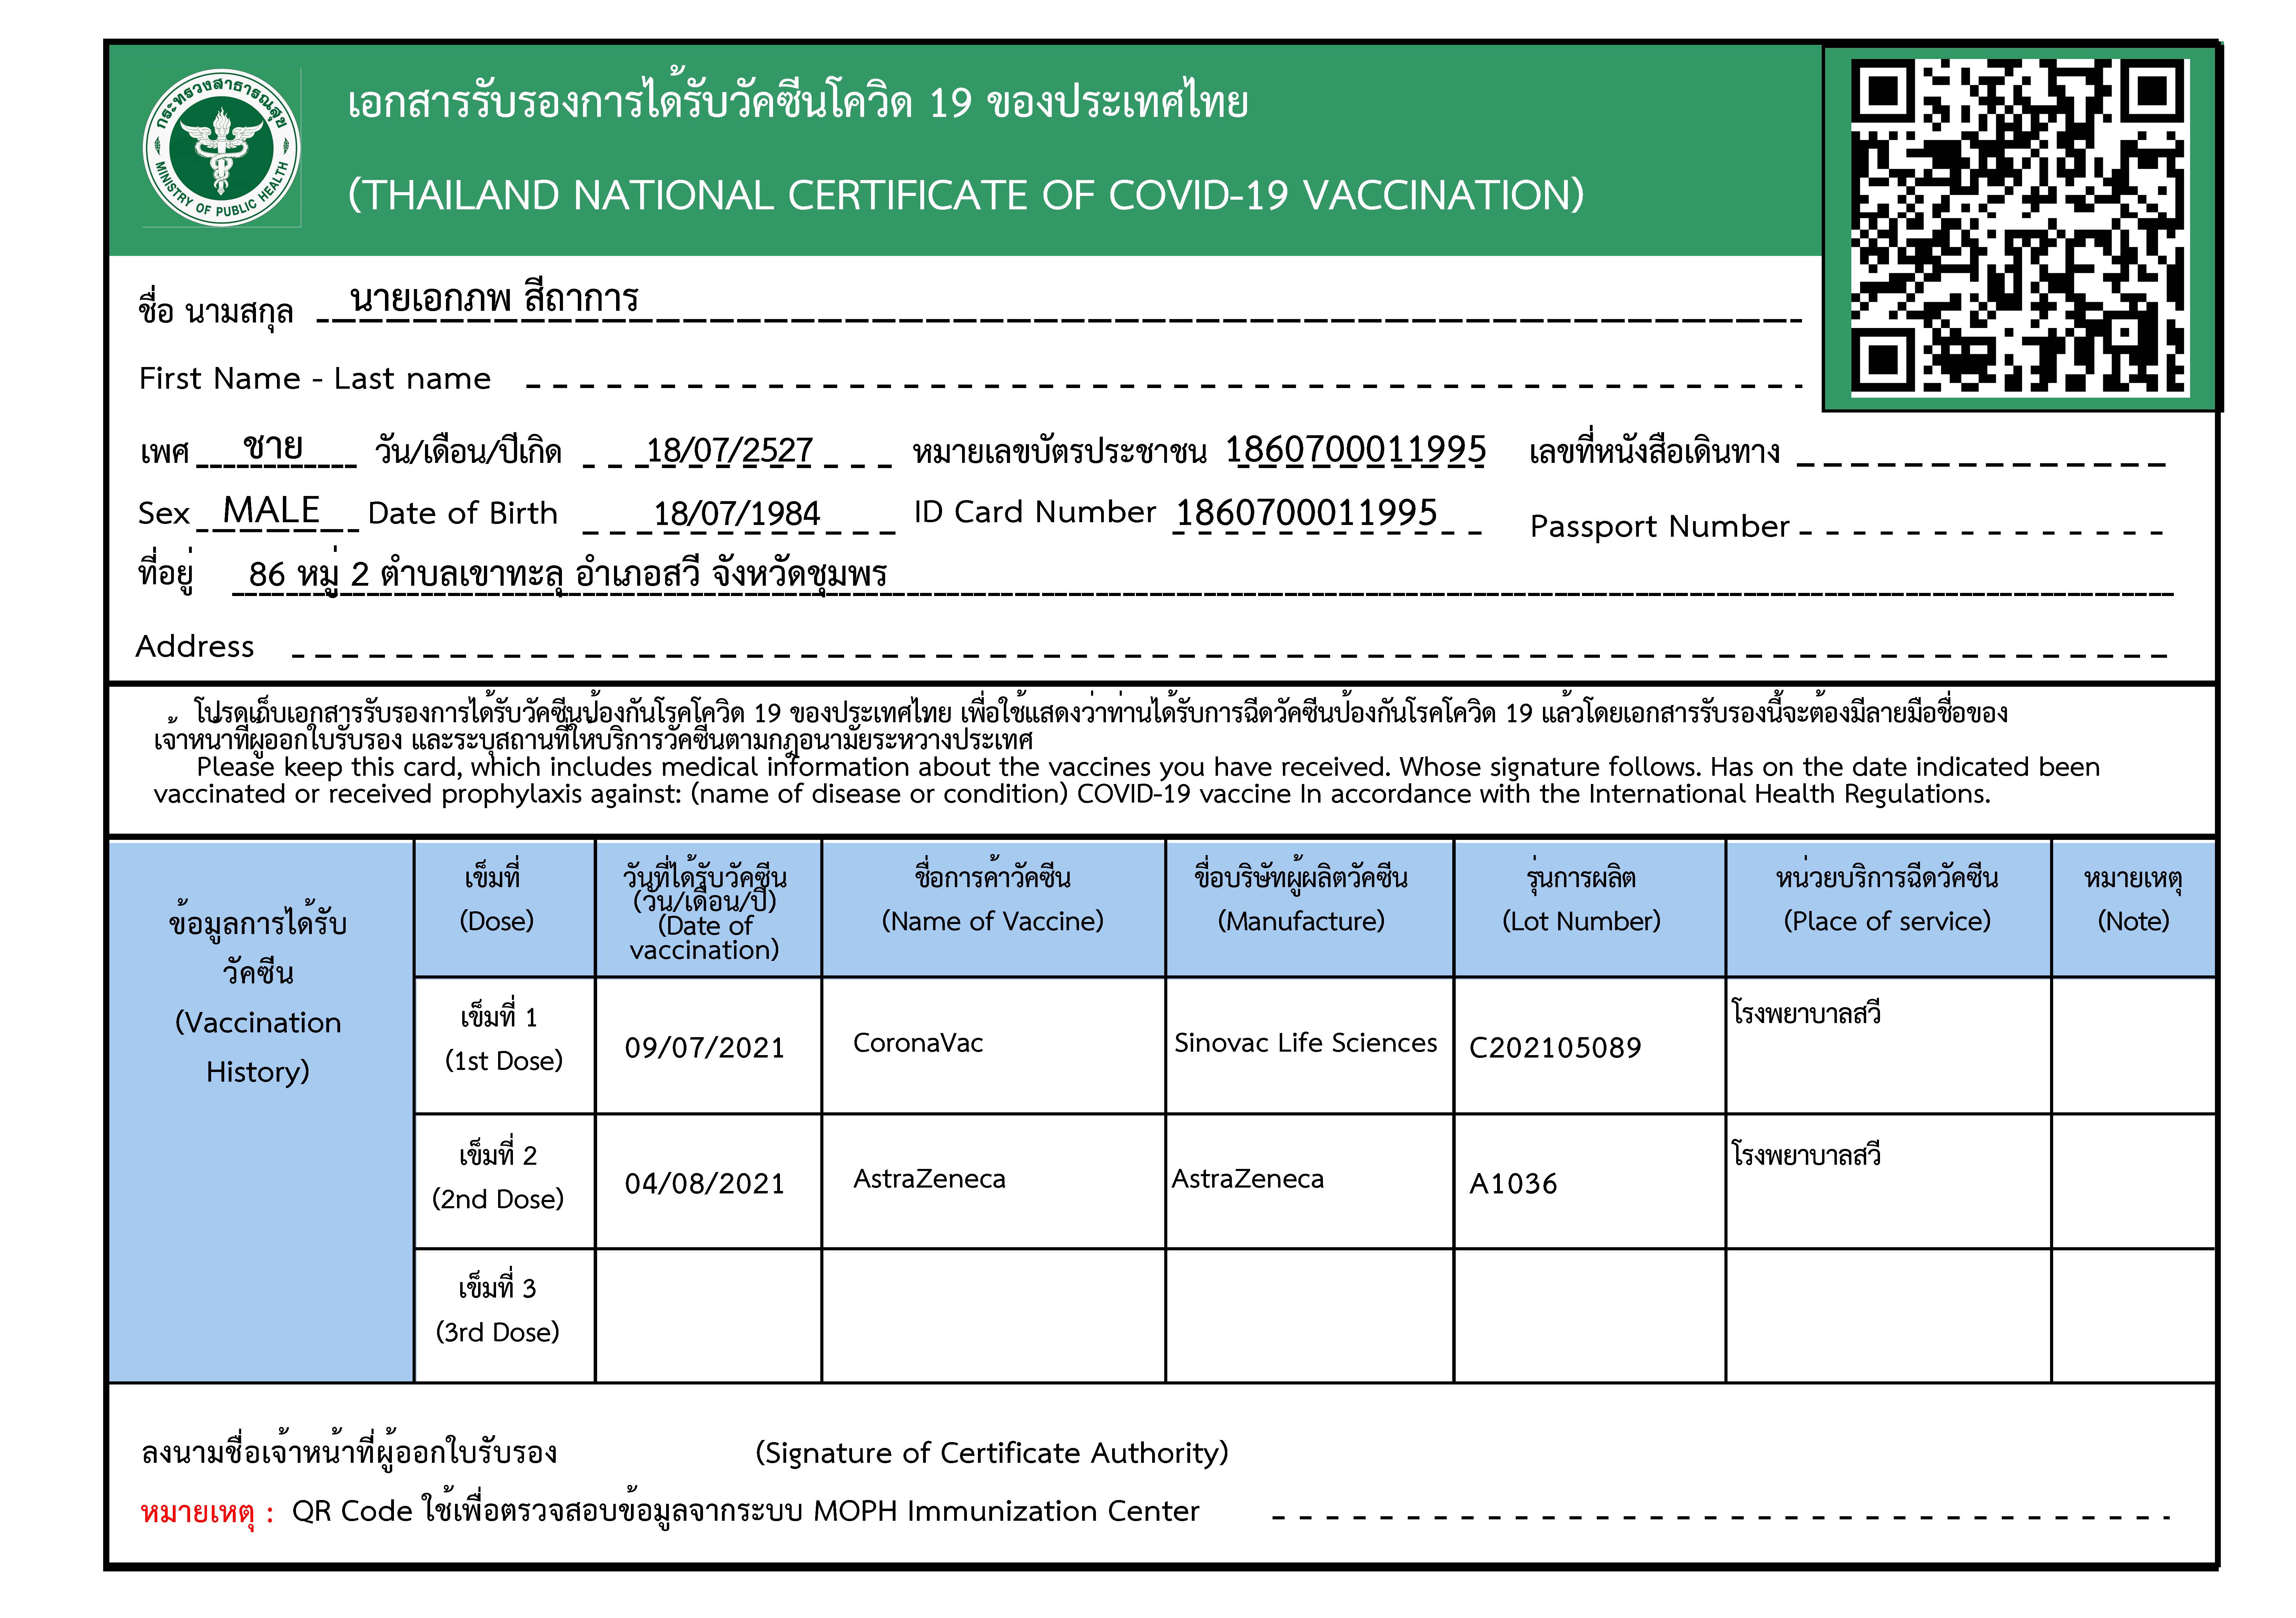 กระทรวงสาธารณสุข
MINISTRY OF PUBLIC HEALTH
เอกสารรับรองการได้รับวัคซีนโควิด 19 ของประเทศไทย
(THAILAND NATIONAL CERTIFICATE OF COVID-19 VACCINATION)
ชื่อ นามสกุล นายเอกภพ สีถาการ
First Name - Last name
เพศ ชาย วัน/เดือน/ปีเกิด 18/07/2527 หมายเลขบัตรประชาชน 1860700011995 เลขที่หนังสือเดินทาง
Sex MALE Date of Birth 18/07/1984 ID Card Number 1860700011995 Passport Number
ที่อยู่ 86 หมู่ 2 ตำบลเขาทะลุ อำเภอสวี จังหวัดชุมพร
Address
โปรดเก็บเอกสารรับรองการได้รับวัคซีนป้องกันโรคโควิด 19 ของประเทศไทย เพื่อใช้แสดงว่าท่านได้รับการฉีดวัคซีนป้องกันโรคโควิด 19 แล้วโดยเอกสารรับรองนี้จะต้องมีลายมือชื่อของ
เจ้าหน้าที่ผู้ออกใบรับรอง และระบุสถานที่ให้บริการวัคซีนตามกฎอนามัยระหว่างประเทศ
Please keep this card, which includes medical information about the vaccines you have received. Whose signature follows. Has on the date indicated been
vaccinated or received prophylaxis against: (name of disease or condition) COVID-19 vaccine In accordance with the International Health Regulations.
ข้อมูลการได้รับ
วัคซีน
(Vaccination
History)
เข็มที่
(Dose)
วันที่ได้รับวัคซีน
(วัน/เดือน/ปี)
(Date of
vaccination)
ชื่อการค้าวัคซีน
(Name of Vaccine)
ชื่อบริษัทผู้ผลิตวัคซีน
(Manufacture)
รุ่นการผลิต
(Lot Number)
หน่วยบริการฉีดวัคซีน
(Place of service)
หมายเหตุ
(Note)
เข็มที่ 1
(1st Dose)
09/07/2021
CoronaVac
Sinovac Life Sciences
C202105089
โรงพยาบาลสวี
เข็มที่ 2
(2nd Dose)
04/08/2021
AstraZeneca
AstraZeneca
A1036
โรงพยาบาลสวี
เข็มที่ 3
(3rd Dose)
ลงนามชื่อเจ้าหน้าที่ผู้ออกใบรับรอง (Signature of Certificate Authority)
หมายเหตุ : QR Code ใช้เพื่อตรวจสอบข้อมูลจากระบบ MOPH Immunization Center